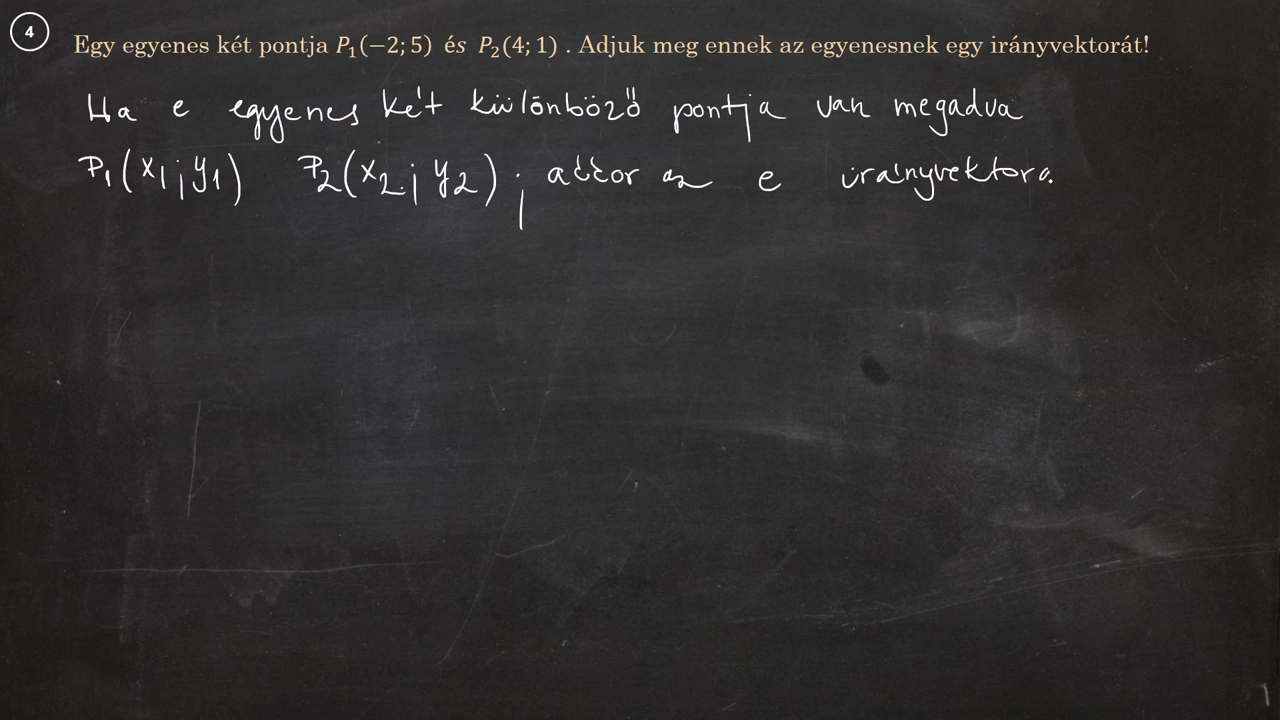 4
Egy egyenes két pontja P₁(−2; 5) és P₂(4; 1) . Adjuk meg ennek az egyenesnek egy irányvektorát!
Ha e egyenes két különböző pontja van megadva
P₁(x₁; y₁) P₂(x₂; y₂) ; akkor az e irányvektora